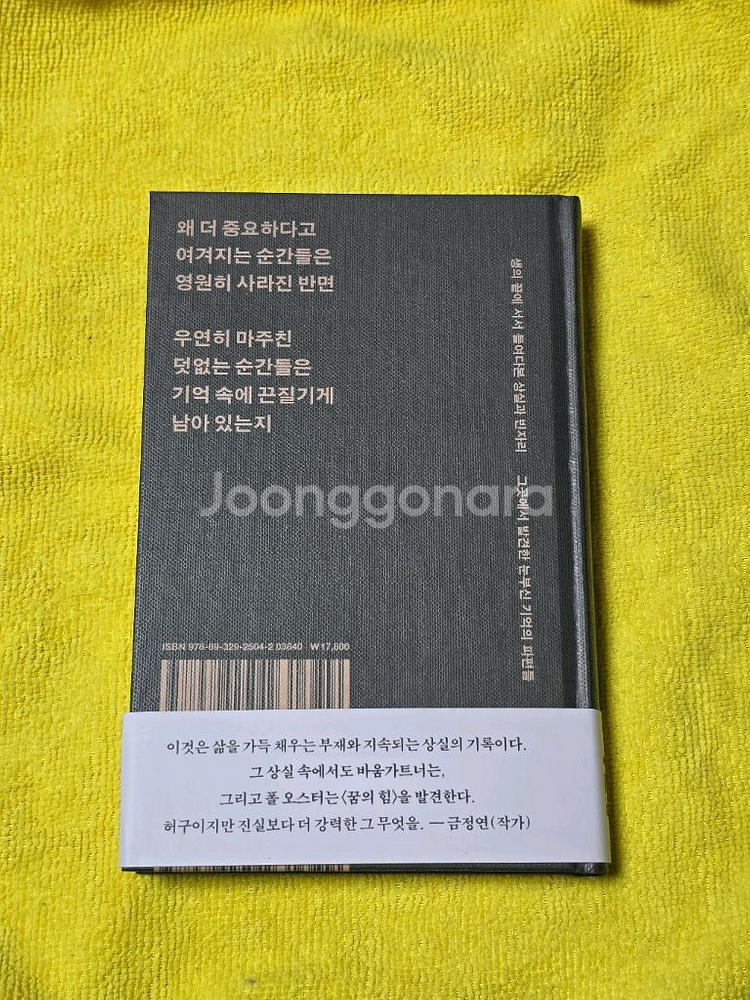 왜 더 중요하다고
여겨지는 순간들은
영원히 사라진 반면
우연히 마주친
덧없는 순간들은
기억 속에 끈질기게
남아 있는지
생의 끝에 서서 들여다본 상실과 빈자리
그곳에서 발견한 눈부신 기억의 파편들
Joonggonara
ISBN 978-89-329-2504-2 03840 ₩17,800
이것은 삶을 가득 채우는 부재와 지속되는 상실의 기록이다.
그 상실 속에서도 바움가트너는,
그리고 폴 오스터는 〈꿈의 힘〉을 발견한다.
허구이지만 진실보다 더 강력한 그 무엇을. ―금정연(작가)